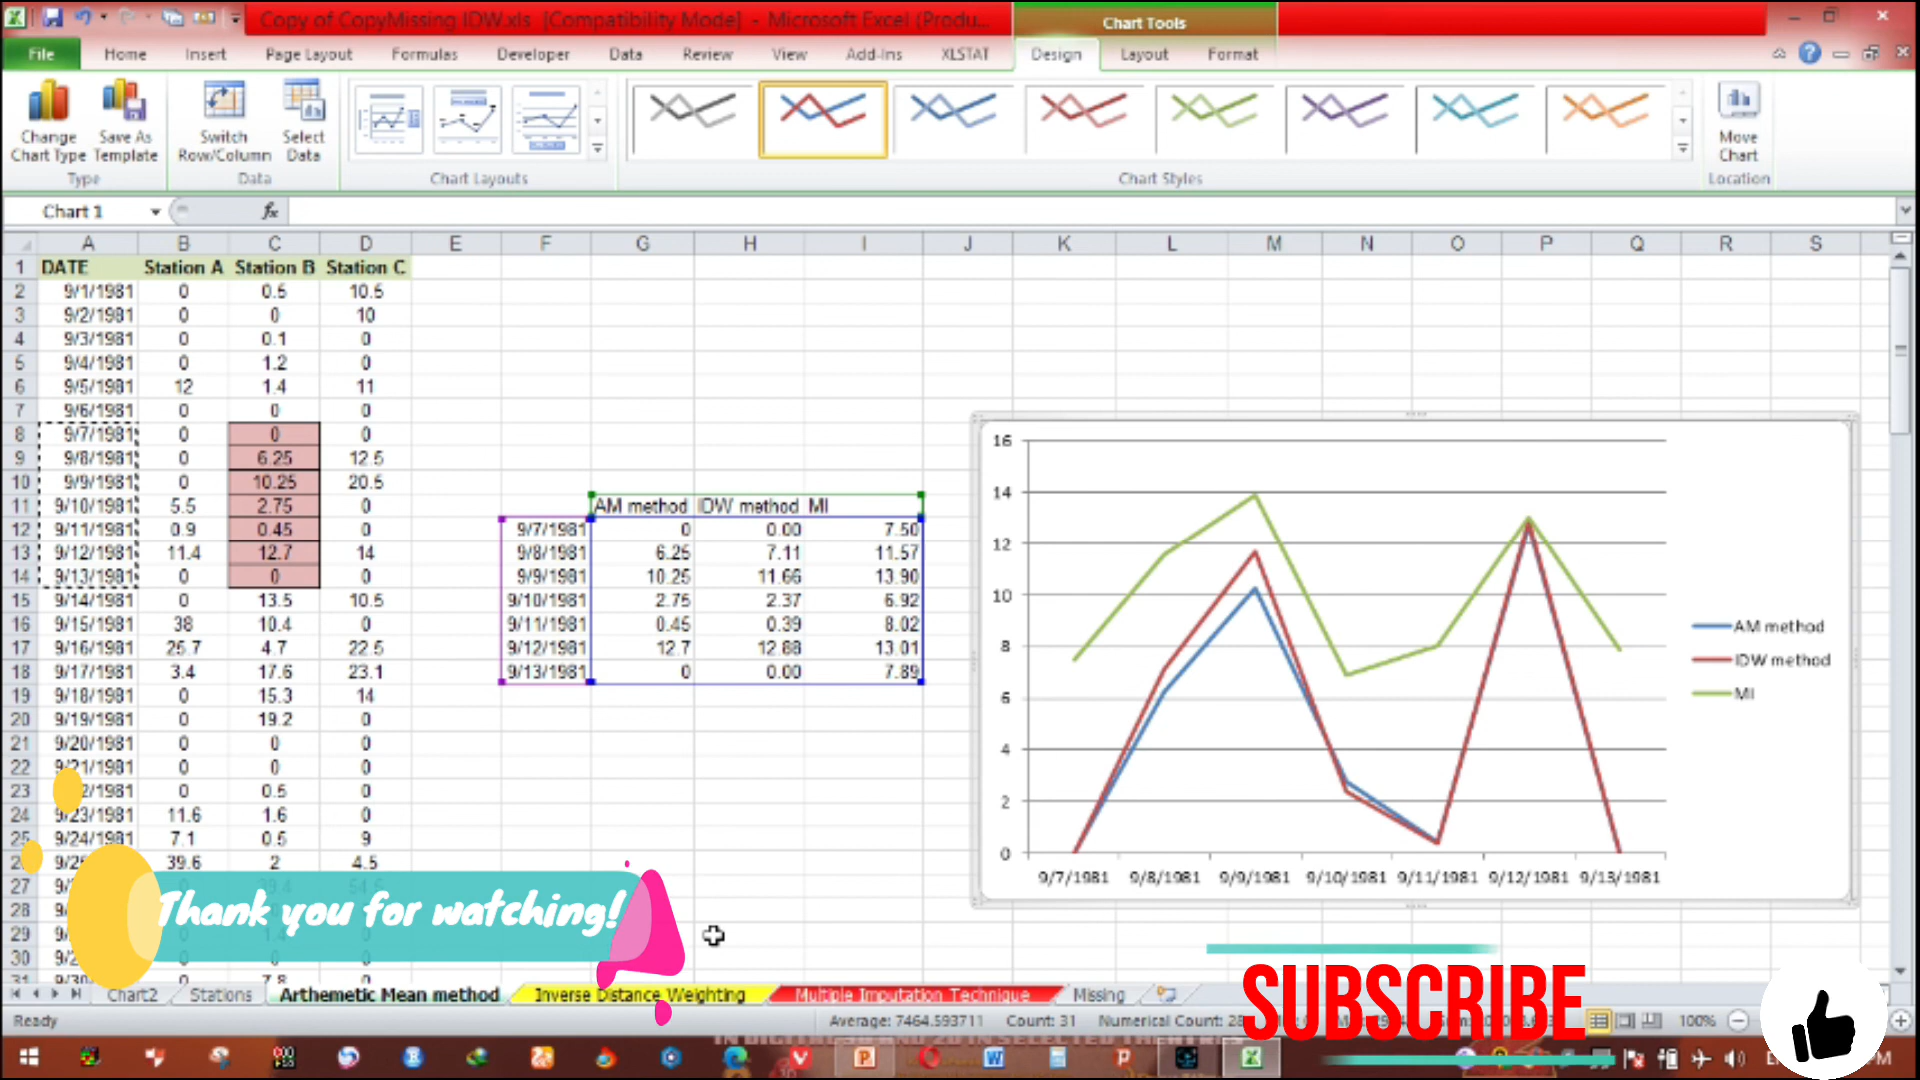 Copy of CopyMissing IDW.xls [Compatibility Mode] - Microsoft Excel (Produ...
Chart Tools
File Home Insert Page Layout Formulas Developer Data Review View Add-Ins XLSTAT Design Layout Format
Change Chart Type
Save As Template
Switch Row/Column
Select Data
Move Chart
Type Data Chart Layouts Chart Styles Location
Chart 1 fx
A B C D E F G H I J K L M N O P Q R S
1 DATE Station A Station B Station C
2 9/1/1981 0 0.5 10.5
3 9/2/1981 0 0 10
4 9/3/1981 0 0.1 0
5 9/4/1981 0 1.2 0
6 9/5/1981 12 1.4 11
7 9/6/1981 0 0 0
8 9/7/1981 0 0 0
9 9/8/1981 0 6.25 12.5
10 9/9/1981 0 10.25 20.5
11 9/10/1981 5.5 2.75 0 AM method IDW method MI
12 9/11/1981 0.9 0.45 0 9/7/1981 0 0.00 7.50
13 9/12/1981 11.4 12.7 14 9/8/1981 6.25 7.11 11.57
14 9/13/1981 0 0 0 9/9/1981 10.25 11.66 13.90
15 9/14/1981 0 13.5 10.5 9/10/1981 2.75 2.37 6.92
16 9/15/1981 38 10.4 0 9/11/1981 0.45 0.39 8.02
17 9/16/1981 25.7 4.7 22.5 9/12/1981 12.7 12.88 13.01
18 9/17/1981 3.4 17.6 23.1 9/13/1981 0 0.00 7.89
19 9/18/1981 0 15.3 14
20 9/19/1981 0 19.2 0
21 9/20/1981 0 0 0
22 9/21/1981 0 0 0
23 2/1981 0 0.5 0
24 9/23/1981 11.6 1.6 0
25 9/24/1981 7.1 0.5 9
39.6 2 4.5
27
28
29
30
31 7.8 0
16
14
12
10
8
6
4
2
0
9/7/1981 9/8/1981 9/9/1981 9/10/1981 9/11/1981 9/12/1981 9/13/1981
AM method
IDW method
MI
Thank you for watching!
SUBSCRIBE
Chart2 Stations Arthemetic Mean method Inverse Distance Weighting Multiple Imputation Technique Missing
Ready Average: 7464.593711 Count: 31 Numerical Count: 28 100%